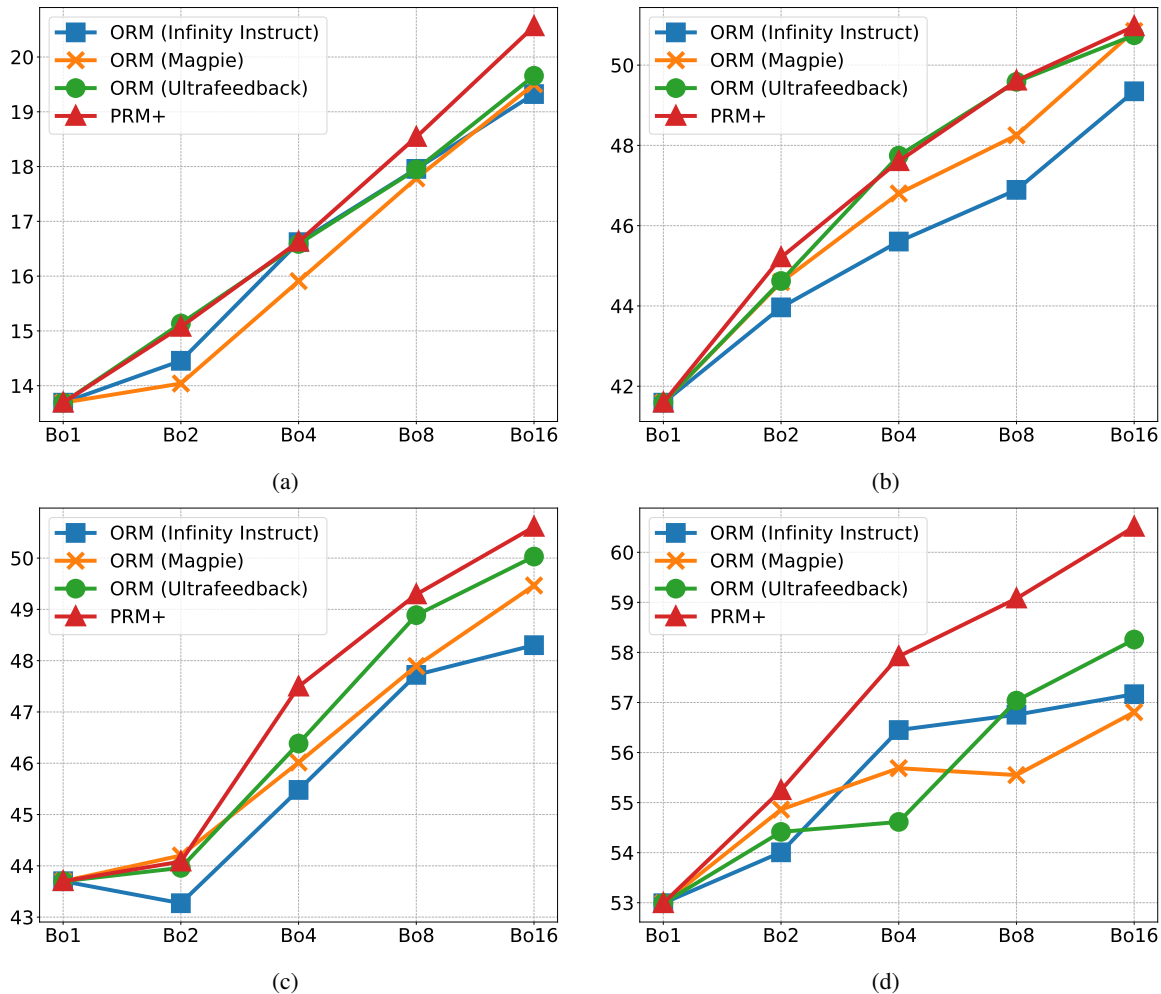 20
19
18
17
16
15
14
ORM (Infinity Instruct)
ORM (Magpie)
ORM (Ultrafeedback)
PRM+
Bo1 Bo2 Bo4 Bo8 Bo16
(a)
50
48
46
44
42
ORM (Infinity Instruct)
ORM (Magpie)
ORM (Ultrafeedback)
PRM+
Bo1 Bo2 Bo4 Bo8 Bo16
(b)
50
49
48
47
46
45
44
43
ORM (Infinity Instruct)
ORM (Magpie)
ORM (Ultrafeedback)
PRM+
Bo1 Bo2 Bo4 Bo8 Bo16
(c)
60
59
58
57
56
55
54
53
ORM (Infinity Instruct)
ORM (Magpie)
ORM (Ultrafeedback)
PRM+
Bo1 Bo2 Bo4 Bo8 Bo16
(d)